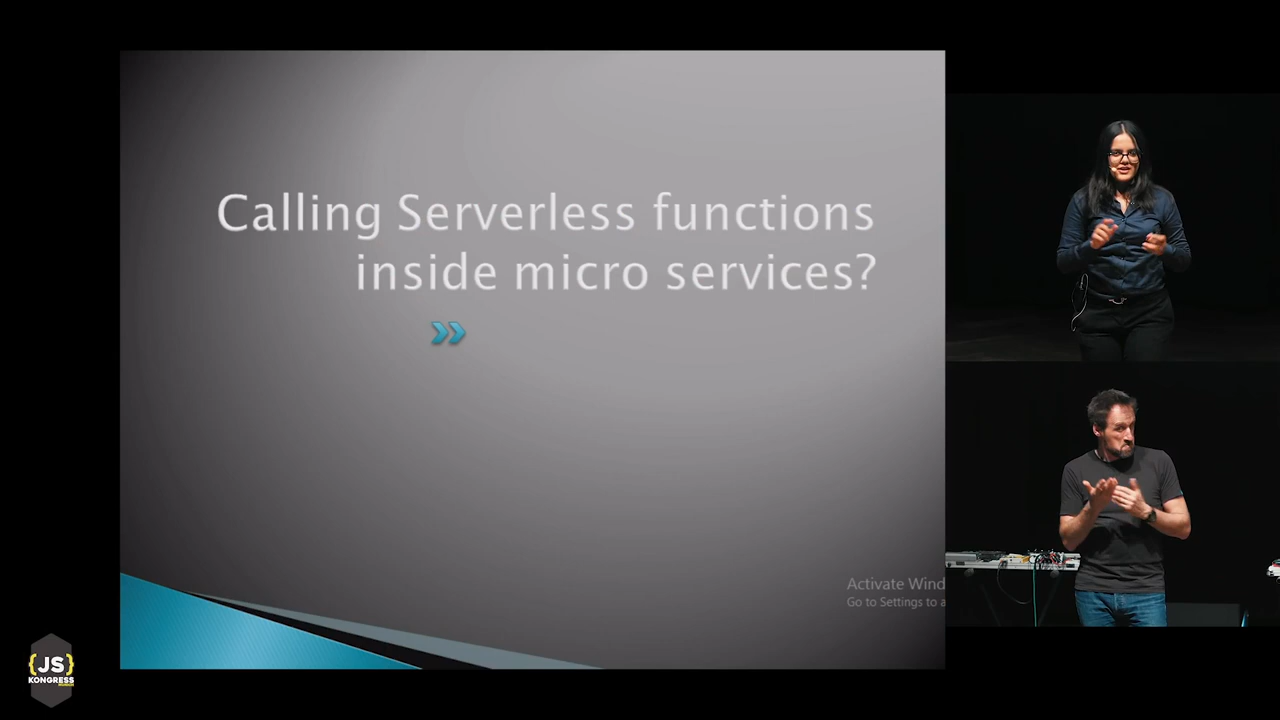 Calling Serverless functions
inside micro services?
Activate Wind
Go to Settings to a
{JS}
KONGRESS